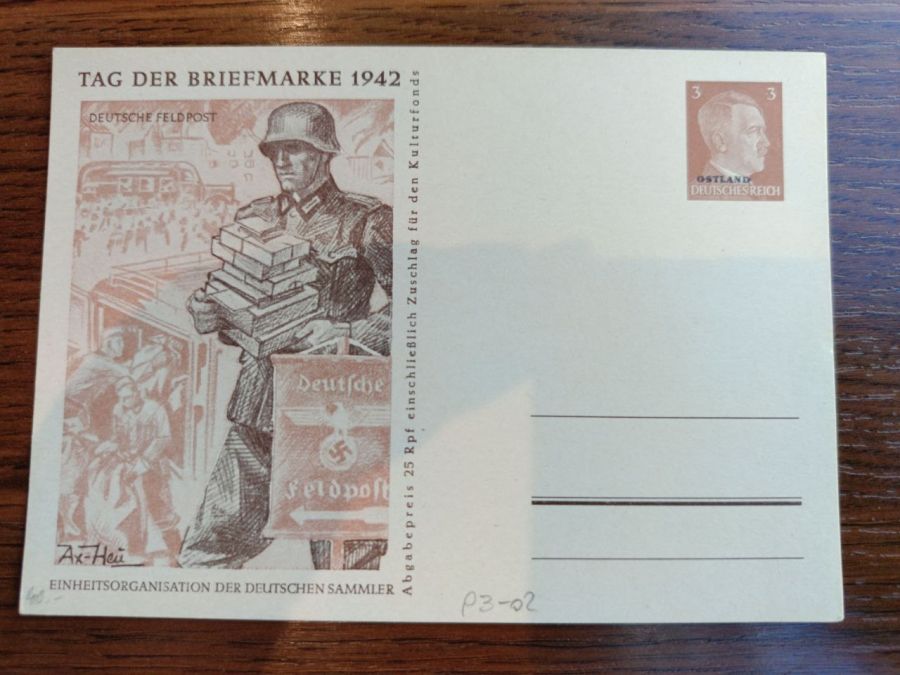 TAG DER BRIEFMARKE 1942
DEUTSCHE FELDPOST
Deutsche
Feldpost
Ax-Heu
EINHEITSORGANISATION DER DEUTSCHEN SAMMLER
Abgabepreis 25 Rpf einschließlich Zuschlag für den Kulturfonds
3 3
OSTLAND
DEUTSCHES REICH
P3-02